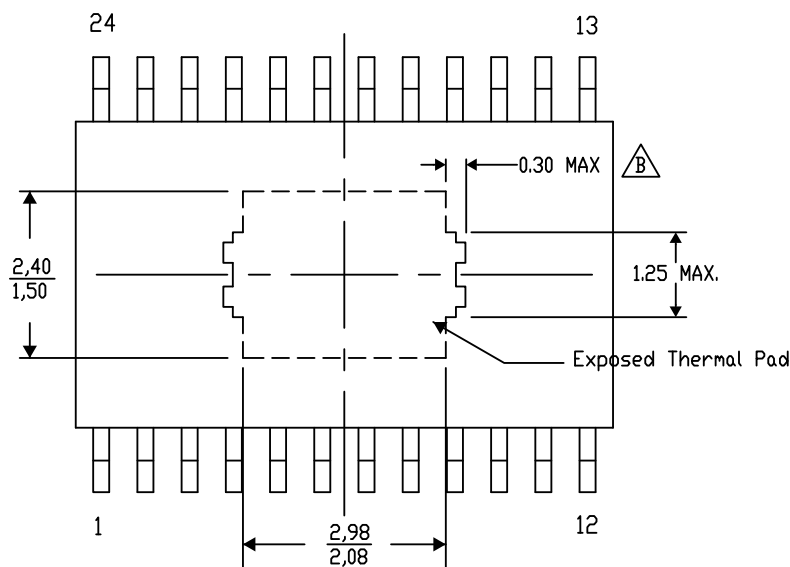 24
13
0.30 MAX
B
2,40
1,50
1.25 MAX.
Exposed Thermal Pad
1
12
2,98
2,08